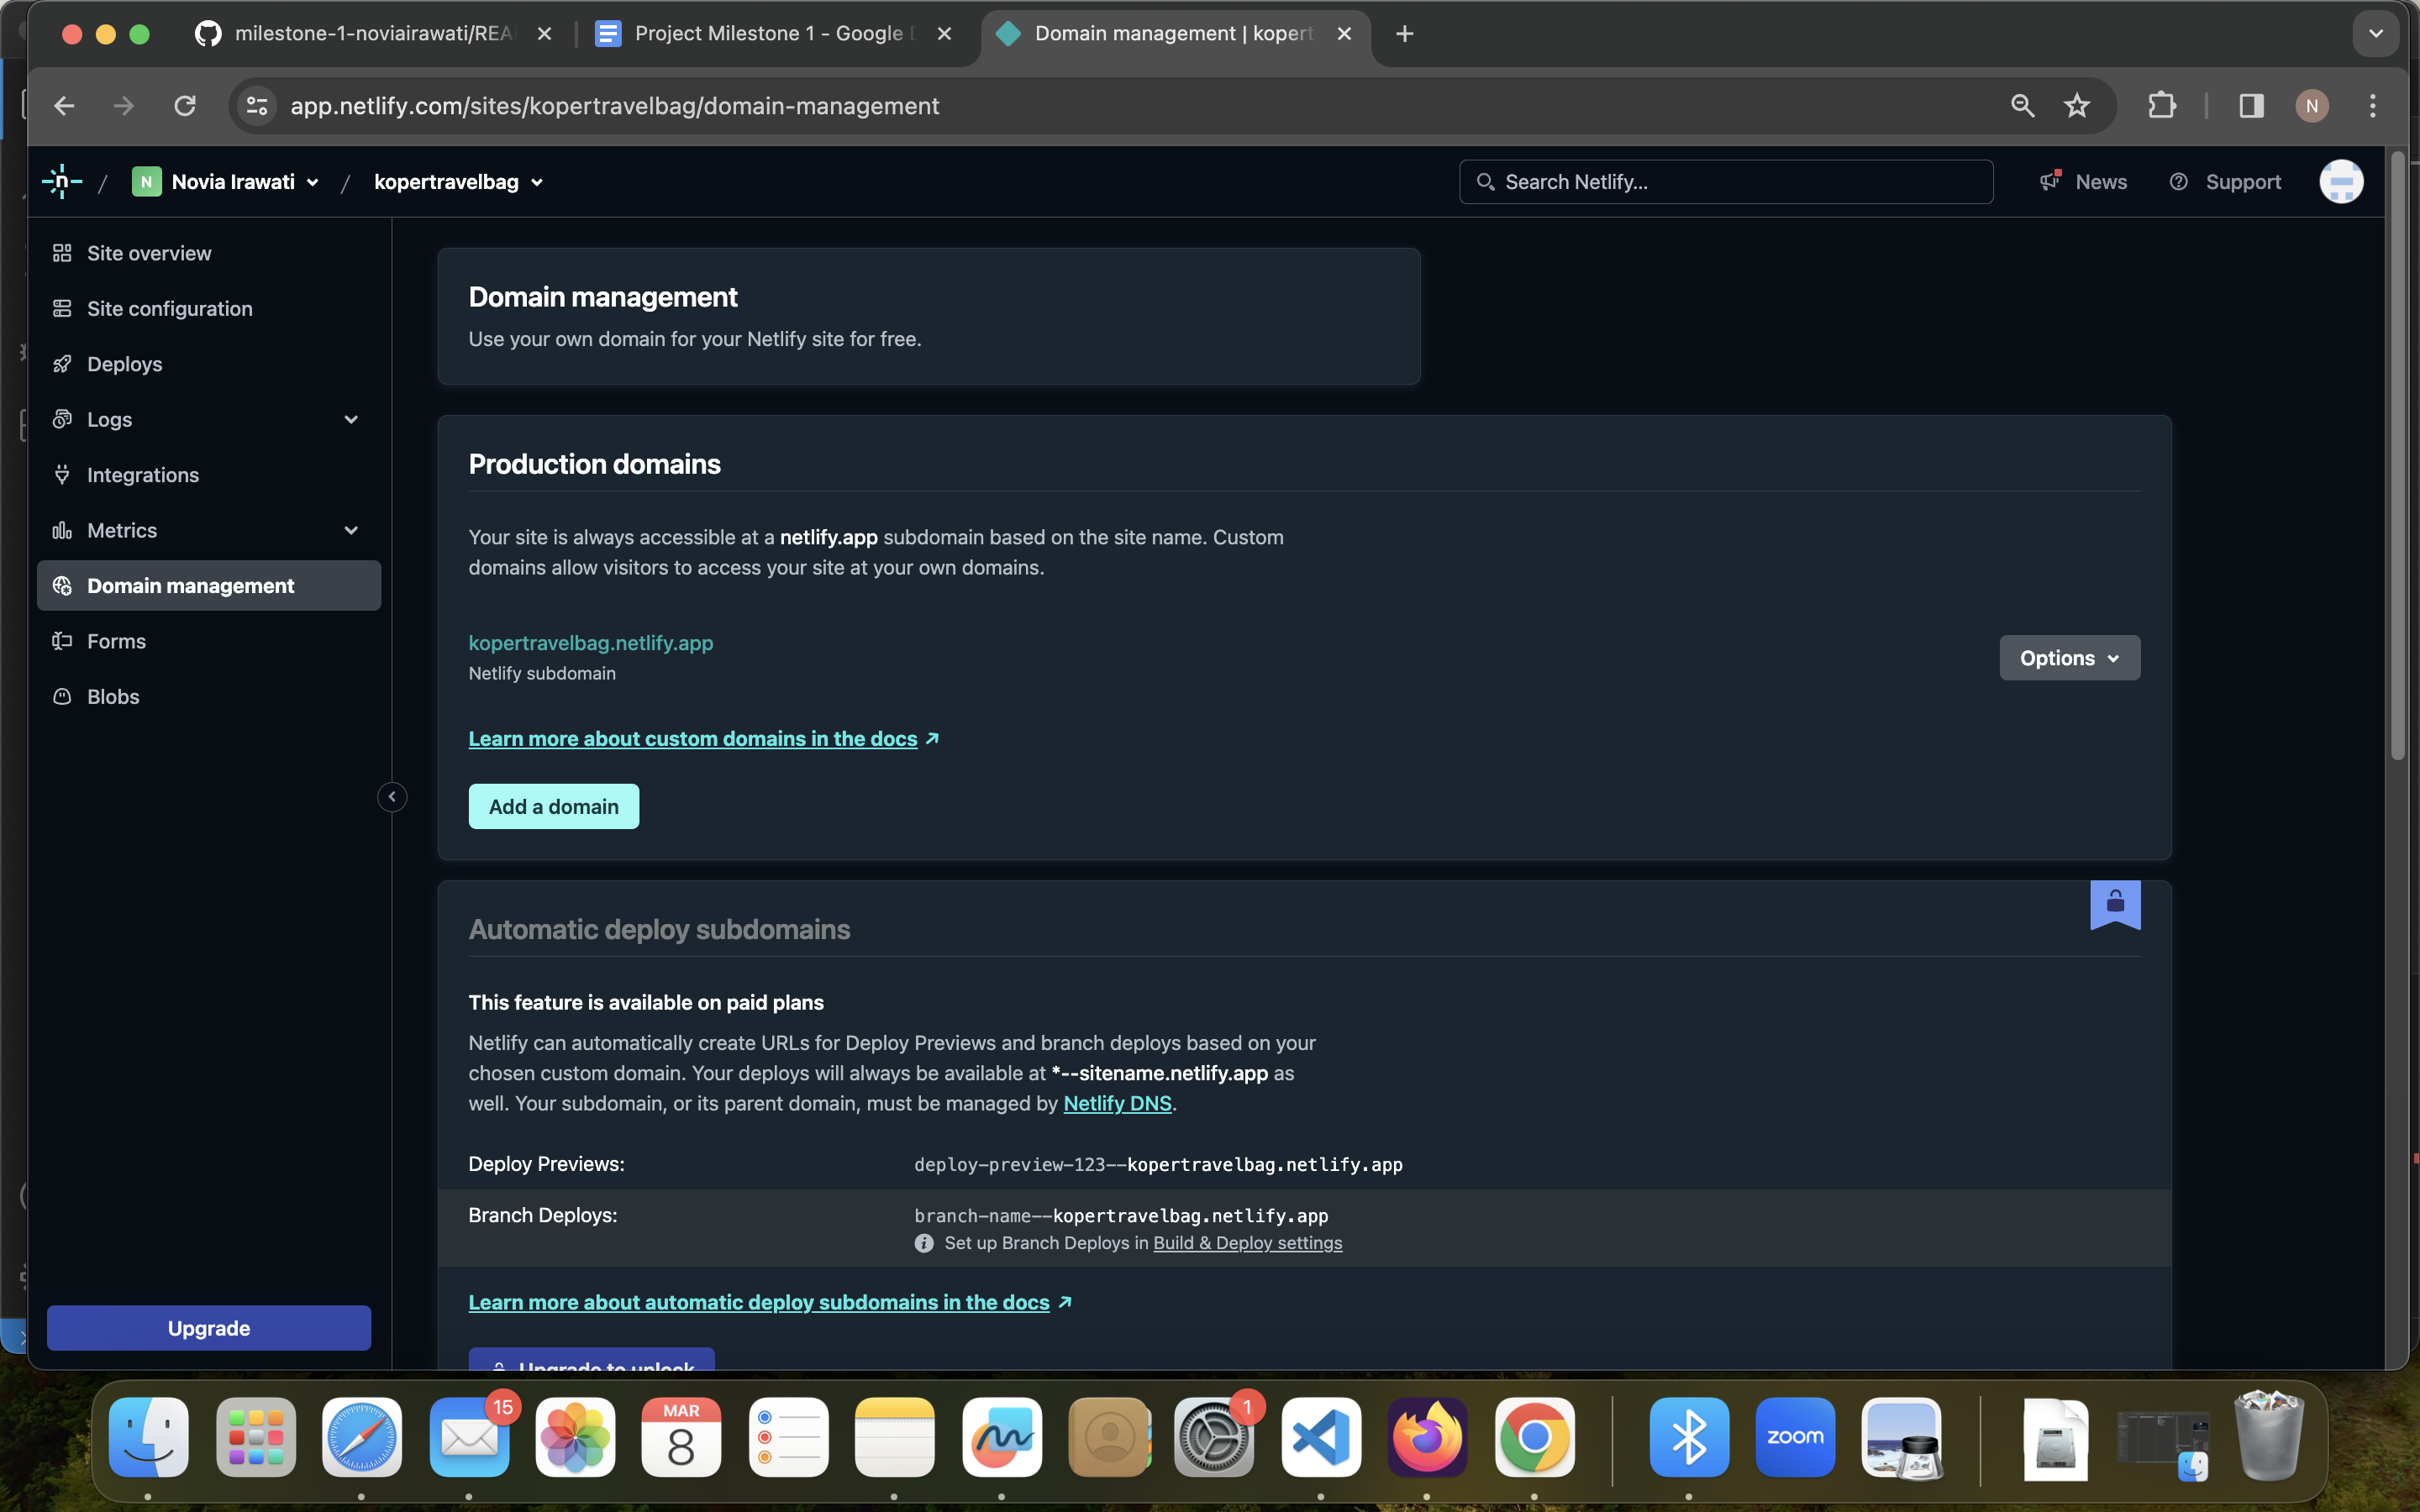 milestone-1-noviairawati/REA
Project Milestone 1 - Google D
Domain management | kopert
app.netlify.com/sites/kopertravelbag/domain-management
N
n
/
N
Novia Irawati
/
kopertravelbag
Search Netlify...
News
Support
Site overview
Site configuration
Deploys
Logs
Integrations
Metrics
Domain management
Forms
Blobs
Upgrade
Domain management
Use your own domain for your Netlify site for free.
Production domains
Your site is always accessible at a netlify.app subdomain based on the site name. Custom
domains allow visitors to access your site at your own domains.
kopertravelbag.netlify.app
Netlify subdomain
Options
Learn more about custom domains in the docs
Add a domain
Automatic deploy subdomains
This feature is available on paid plans
Netlify can automatically create URLs for Deploy Previews and branch deploys based on your
chosen custom domain. Your deploys will always be available at *--sitename.netlify.app as
well. Your subdomain, or its parent domain, must be managed by Netlify DNS.
Deploy Previews:
deploy-preview-123--kopertravelbag.netlify.app
Branch Deploys:
branch-name--kopertravelbag.netlify.app
Set up Branch Deploys in Build & Deploy settings
Learn more about automatic deploy subdomains in the docs
Upgrade to unlock
15
MAR
8
1
zoom